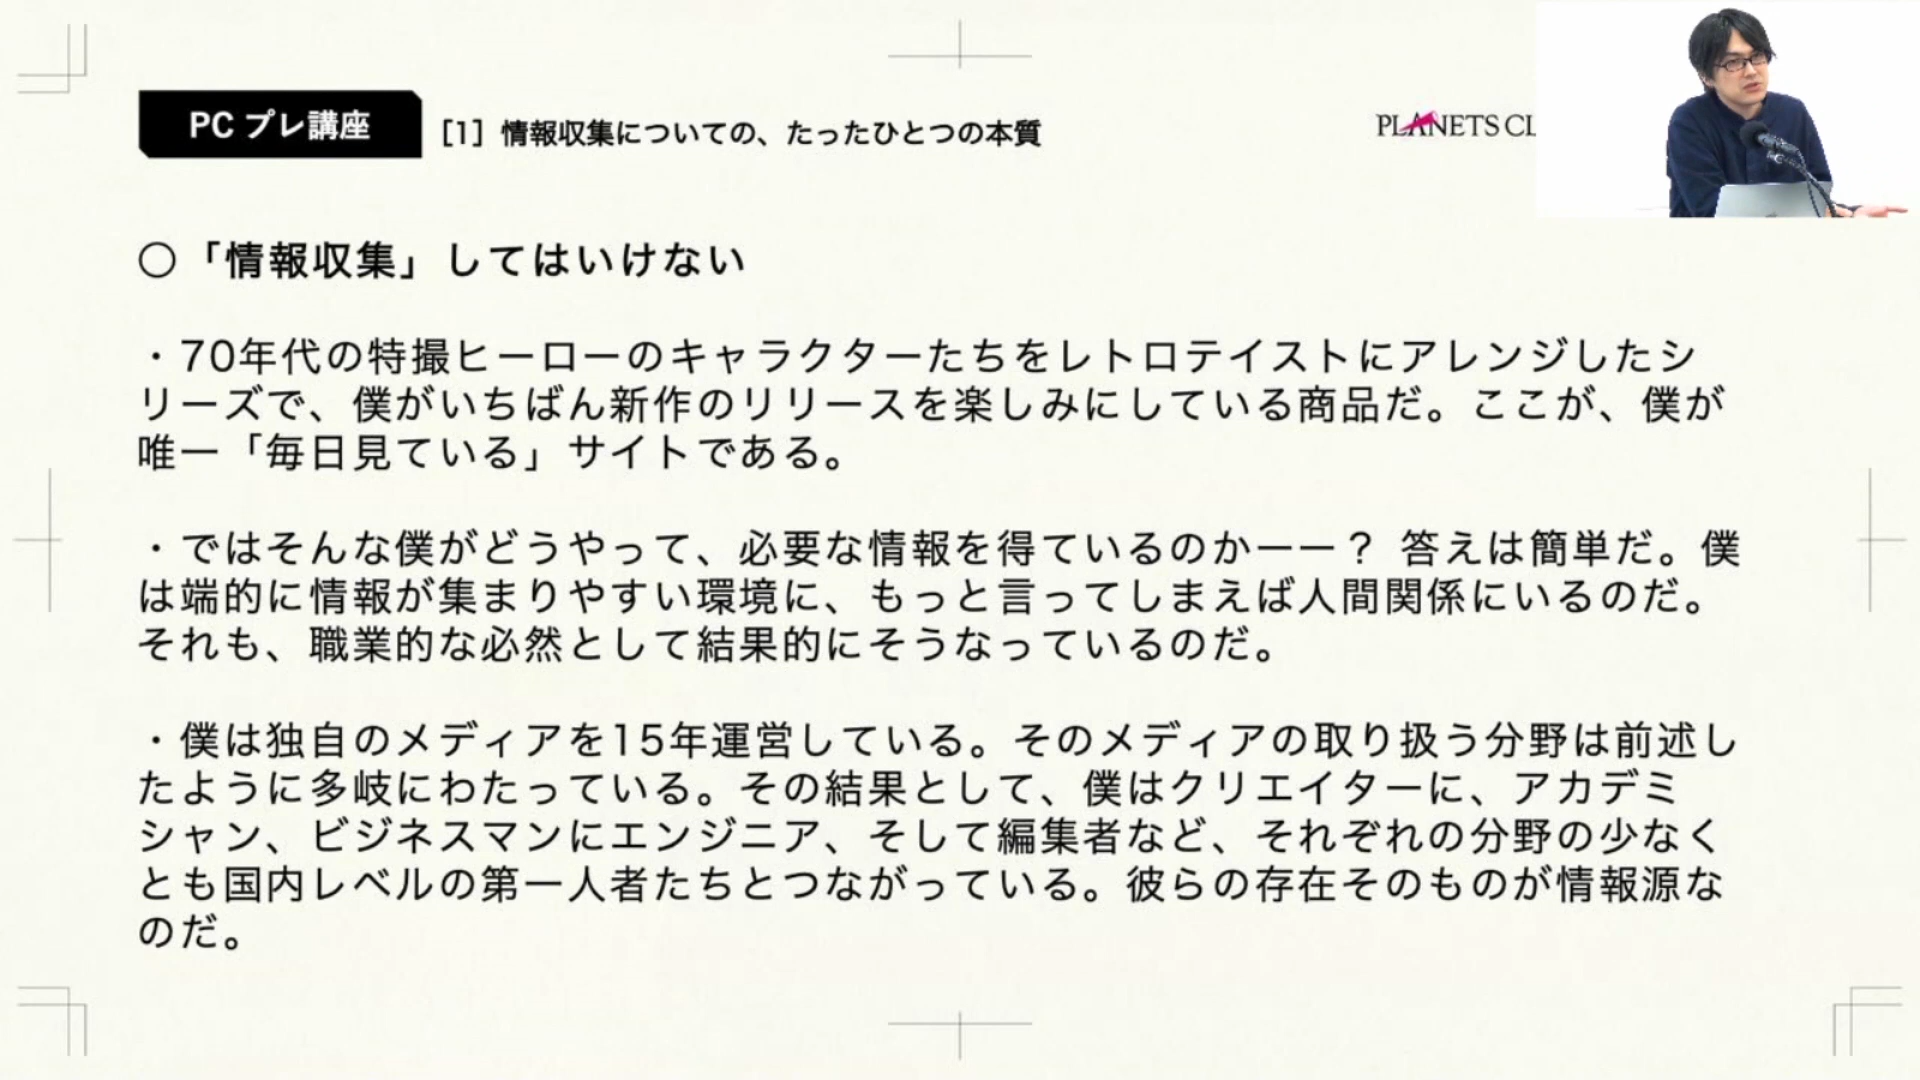 PC プレ講座
[1] 情報収集についての、たったひとつの本質
PLANETS CL
○「情報収集」してはいけない
・70年代の特撮ヒーローのキャラクターたちをレトロテイストにアレンジしたシ
リーズで、僕がいちばん新作のリリースを楽しみにしている商品だ。ここが、僕が
唯一「毎日見ている」サイトである。
・ではそんな僕がどうやって、必要な情報を得ているのかーー？ 答えは簡単だ。僕
は端的に情報が集まりやすい環境に、もっと言ってしまえば人間関係にいるのだ。
それも、職業的な必然として結果的にそうなっているのだ。
・僕は独自のメディアを15年運営している。そのメディアの取り扱う分野は前述し
たように多岐にわたっている。その結果として、僕はクリエイターに、アカデミ
シャン、ビジネスマンにエンジニア、そして編集者など、それぞれの分野の少なく
とも国内レベルの第一人者たちとつながっている。彼らの存在そのものが情報源な
のだ。